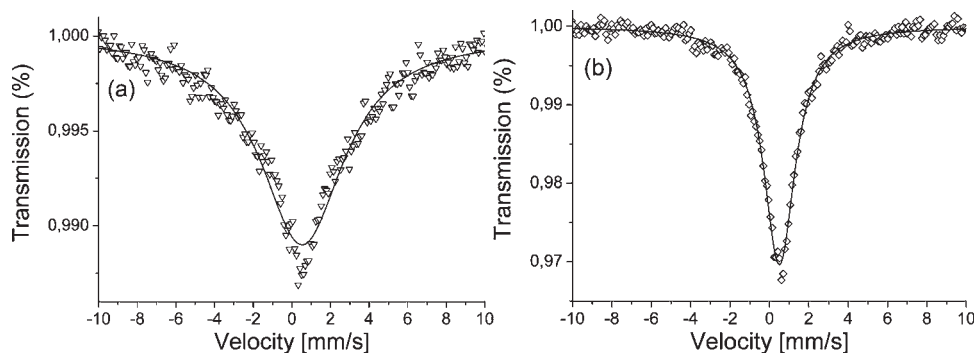 Transmission (%)
1,000
0,995
0,990
(a)
-10 -8 -6 -4 -2 0 2 4 6 8 10
Velocity [mm/s]
Transmission (%)
1,00
0,99
0,98
0,97
(b)
-10 -8 -6 -4 -2 0 2 4 6 8 10
Velocity [mm/s]